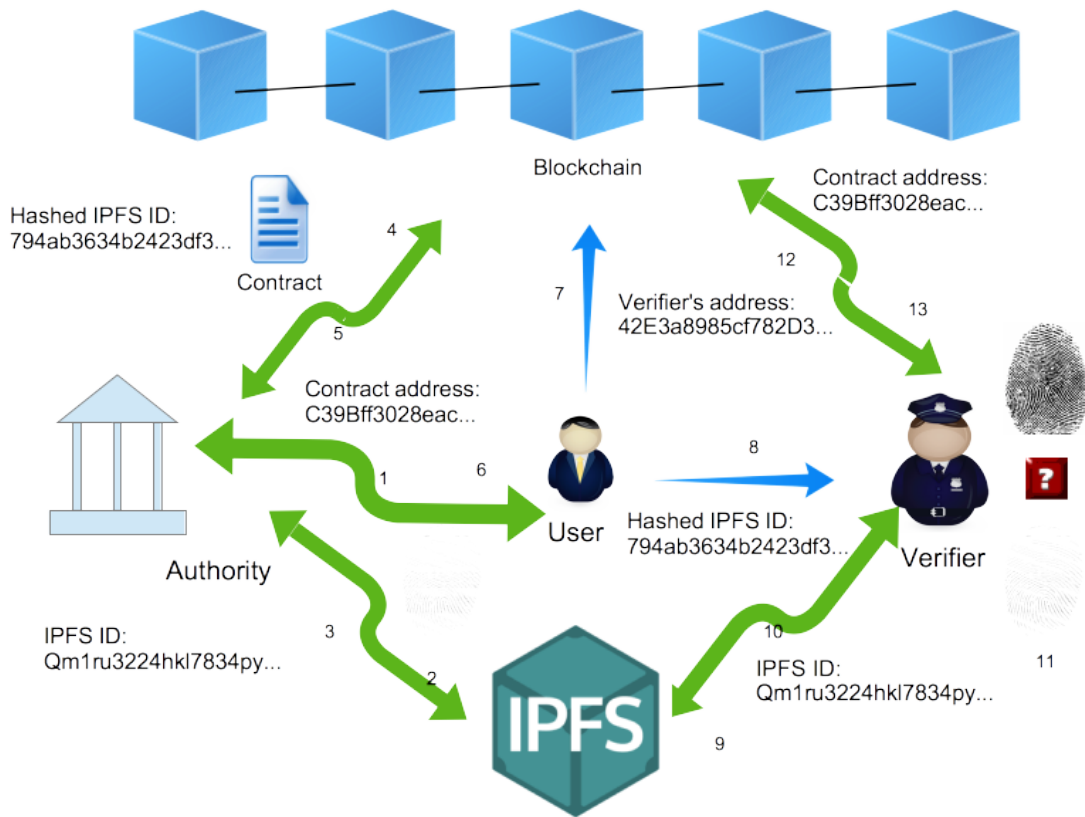 Blockchain
Contract address:
C39Bff3028eac...
Hashed IPFS ID:
794ab3634b2423df3...
4
Contract
12
5
7
Verifier's address:
42E3a8985cf782D3...
13
Contract address:
C39Bff3028eac...
1
6
8
?
User
Hashed IPFS ID:
794ab3634b2423df3...
Verifier
Authority
IPFS ID:
Qm1ru3224hkl7834py...
3
2
10
IPFS ID:
Qm1ru3224hkl7834py...
11
IPFS
9